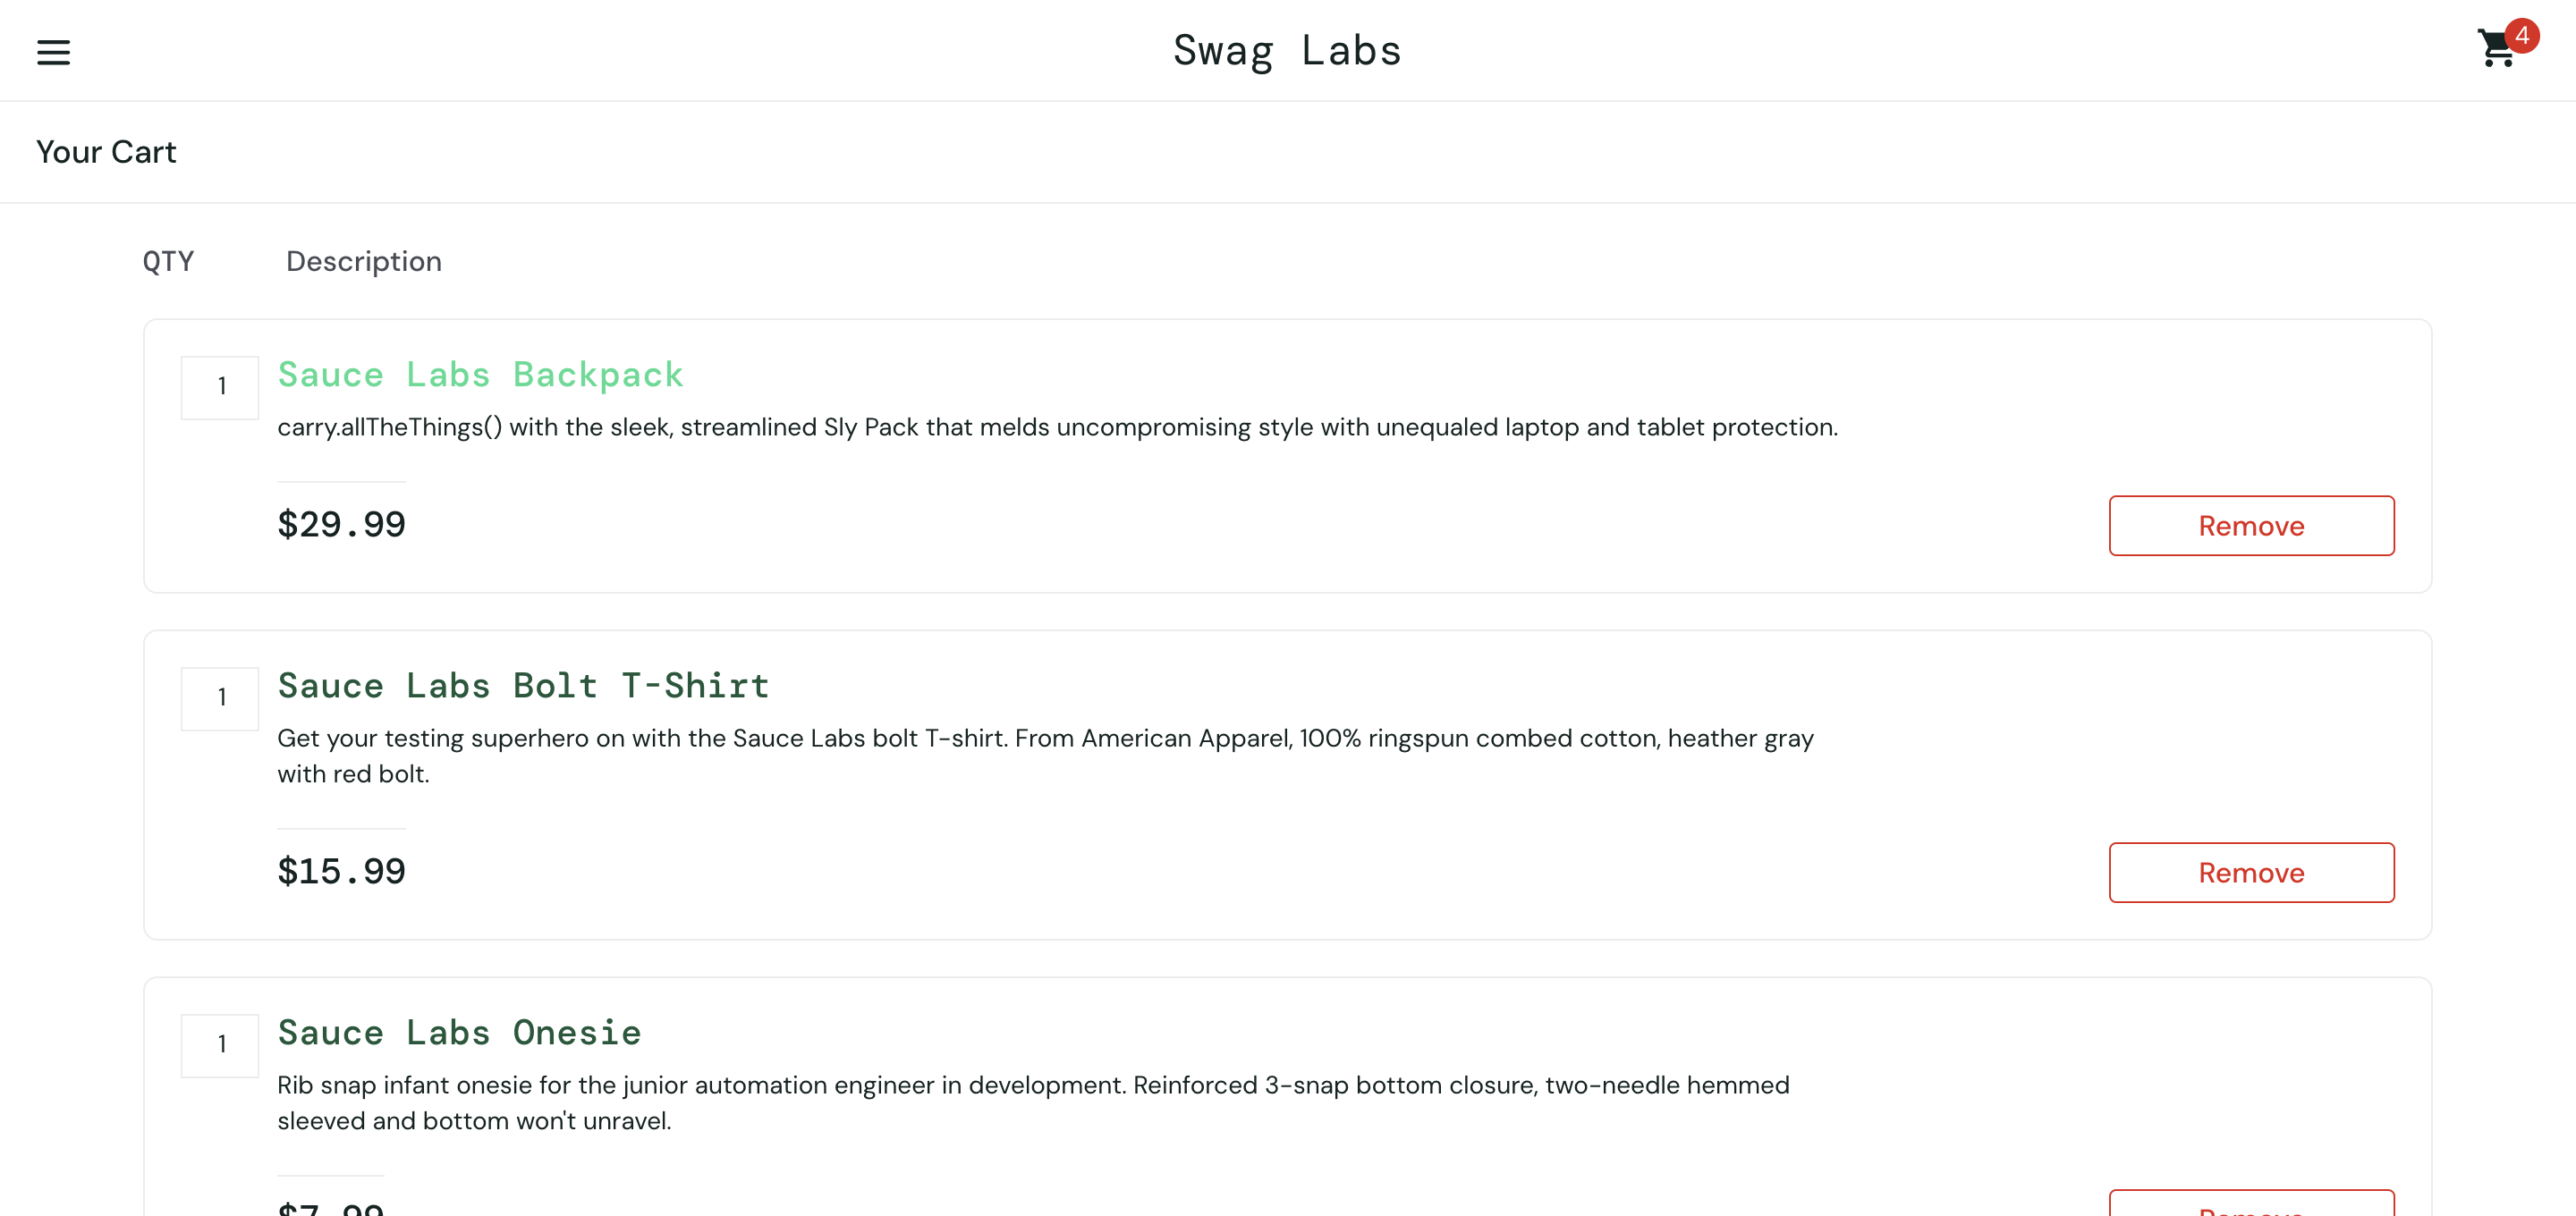 Swag Labs
4
Your Cart
QTY Description
1
Sauce Labs Backpack
carry.allTheThings() with the sleek, streamlined Sly Pack that melds uncompromising style with unequaled laptop and tablet protection.
$29.99
Remove
1
Sauce Labs Bolt T-Shirt
Get your testing superhero on with the Sauce Labs bolt T-shirt. From American Apparel, 100% ringspun combed cotton, heather gray
with red bolt.
$15.99
Remove
1
Sauce Labs Onesie
Rib snap infant onesie for the junior automation engineer in development. Reinforced 3-snap bottom closure, two-needle hemmed
sleeved and bottom won't unravel.
$7.99
Remove